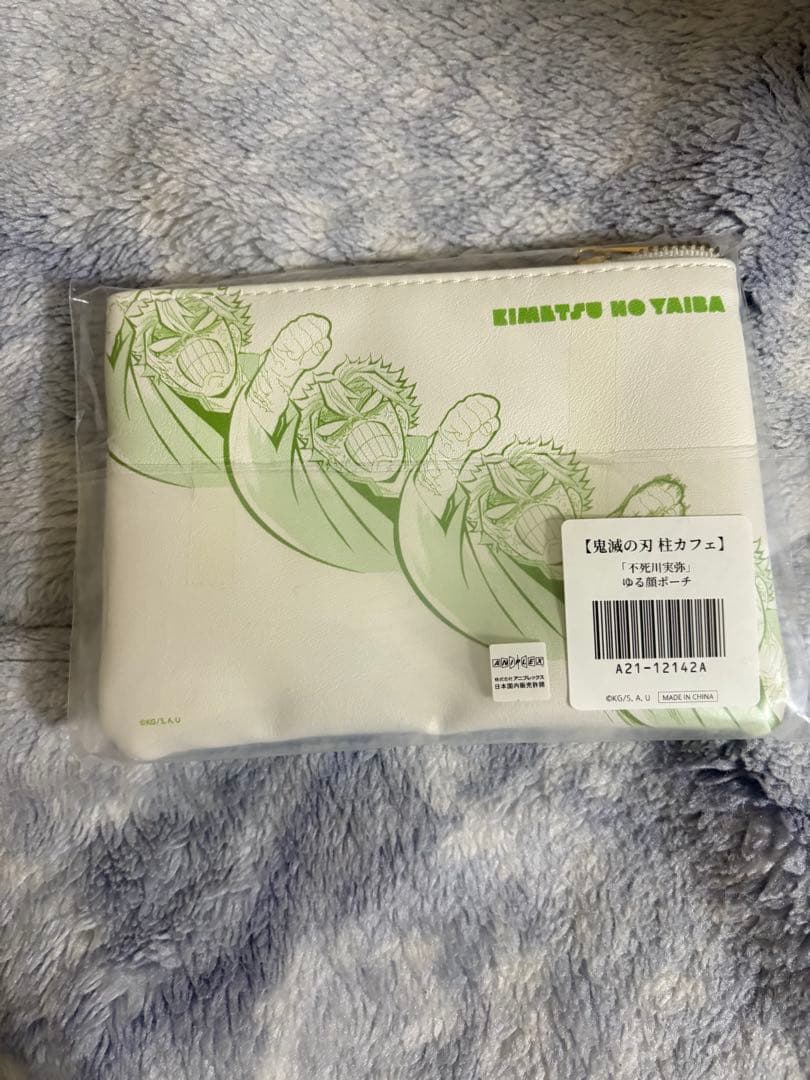 KIMETSU NO YAIBA
【鬼滅の刃 柱カフェ】
「不死川実弥」
ゆる顔ポーチ
A21-12142A
©KG/S, A, U
MADE IN CHINA
ANIPLEX
株式会社 アニプレックス
日本国内販売許諾
©KG/S, A, U